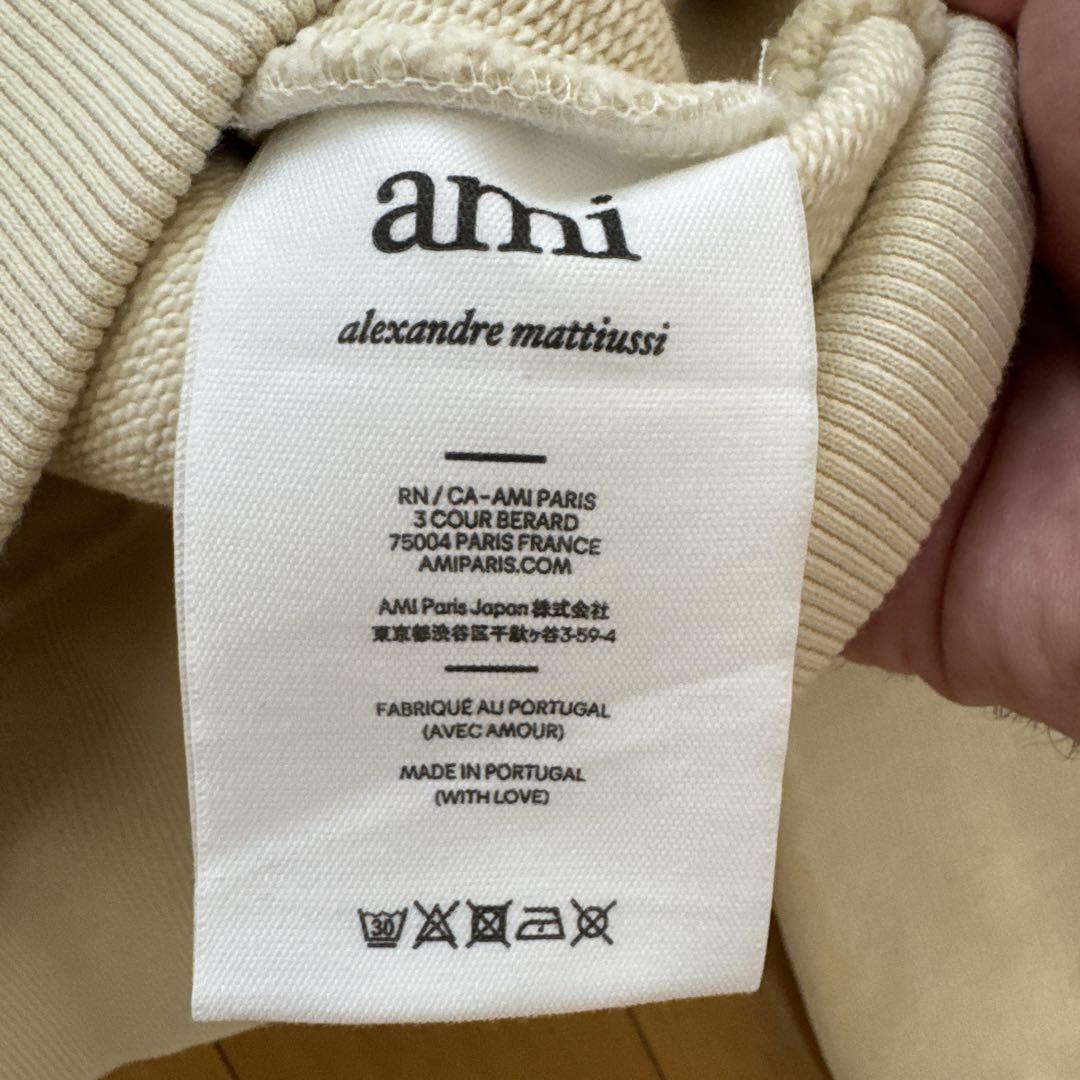 ami
alexandre mattiussi
RN / CA-AMI PARIS
3 COUR BERARD
75004 PARIS FRANCE
AMIPARIS.COM
AMI Paris Japan 株式会社
東京都渋谷区千駄ヶ谷3-59-4
FABRIQUÉ AU PORTUGAL
(AVEC AMOUR)
MADE IN PORTUGAL
(WITH LOVE)
30